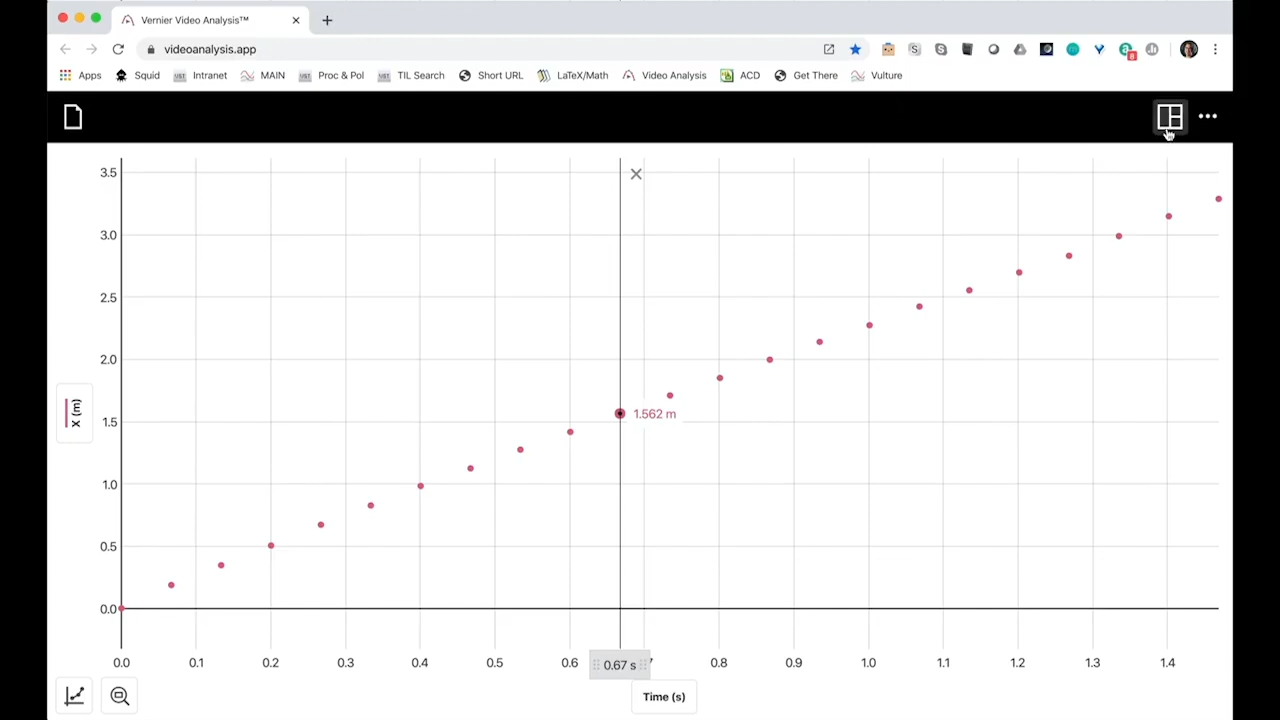 Vernier Video Analysis™
videoanalysis.app
8
Apps Squid Intranet MAIN Proc & Pol TIL Search Short URL LaTeX/Math Video Analysis ACD Get There Vulture
3.5
3.0
2.5
2.0
1.5
1.0
0.5
0.0
X (m)
1.562 m
0.0 0.1 0.2 0.3 0.4 0.5 0.6 0.67 s 0.8 0.9 1.0 1.1 1.2 1.3 1.4
Time (s)